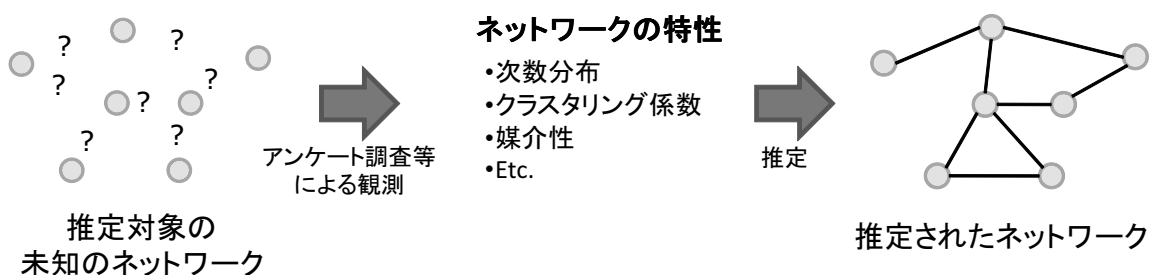 ?
?
?
?
?
?
?
推定対象の
未知のネットワーク
アンケート調査等
による観測
ネットワークの特性
•次数分布
•クラスタリング係数
•媒介性
•Etc.
推定
推定されたネットワーク